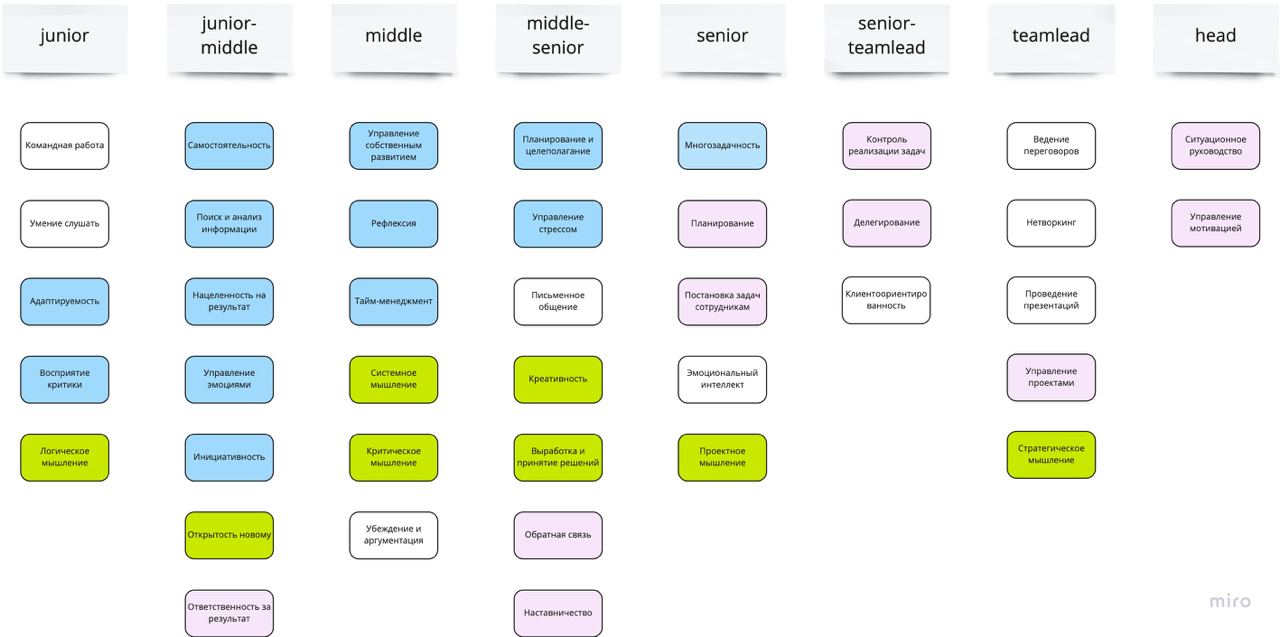 junior
junior-
middle
middle
middle-
senior
senior
senior-
teamlead
teamlead
head
Командная работа
Умение слушать
Адаптируемость
Восприятие
критики
Логическое
мышление
Самостоятельность
Поиск и анализ
информации
Нацеленность на
результат
Управление
эмоциями
Инициативность
Открытость новому
Ответственность за
результат
Управление
собственным
развитием
Рефлексия
Тайм-менеджмент
Системное
мышление
Критическое
мышление
Убеждение и
аргументация
Планирование и
целеполагание
Управление
стрессом
Письменное
общение
Креативность
Выработка и
принятие решений
Обратная связь
Наставничество
Многозадачность
Планирование
Постановка задач
сотрудникам
Эмоциональный
интеллект
Проектное
мышление
Контроль
реализации задач
Делегирование
Клиентоориентиро
ванность
Ведение
переговоров
Нетворкинг
Проведение
презентаций
Управление
проектами
Стратегическое
мышление
Ситуационное
руководство
Управление
мотивацией
miro